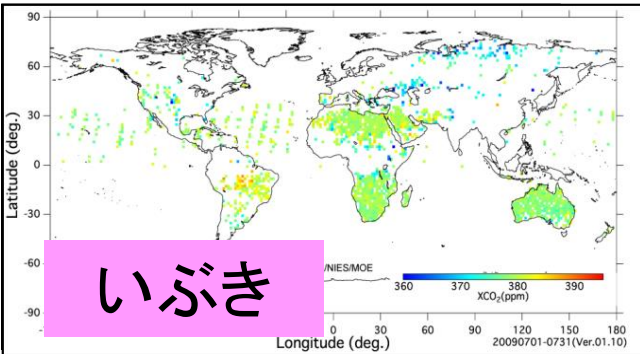 90
60
30
0
-30
-60
-90
Latitude (deg.)
いぶき
/NIES/MOE
360 370 380 390
XCO₂(ppm)
0 30 60 90 120 150 180
Longitude (deg.)
20090701-0731(Ver.01.10)